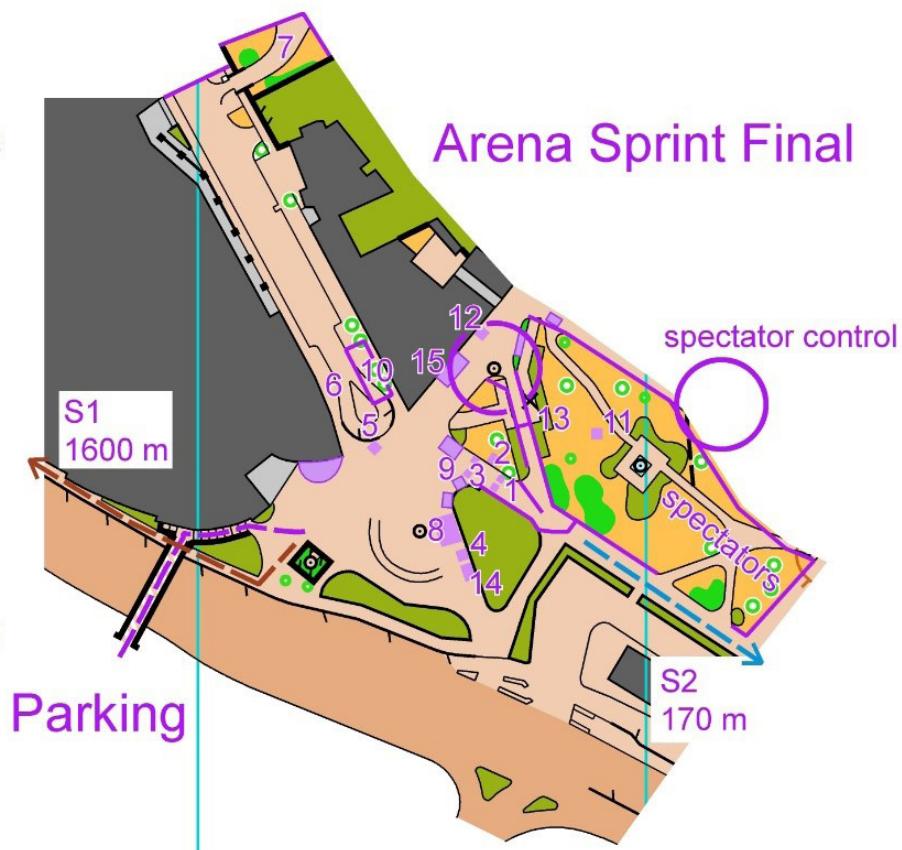 7
Arena Sprint Final
12
spectator control
15
10
6
S1
1600 m
13
11
5
2
9
3
1
spectators
8
4
14
S2
170 m
Parking